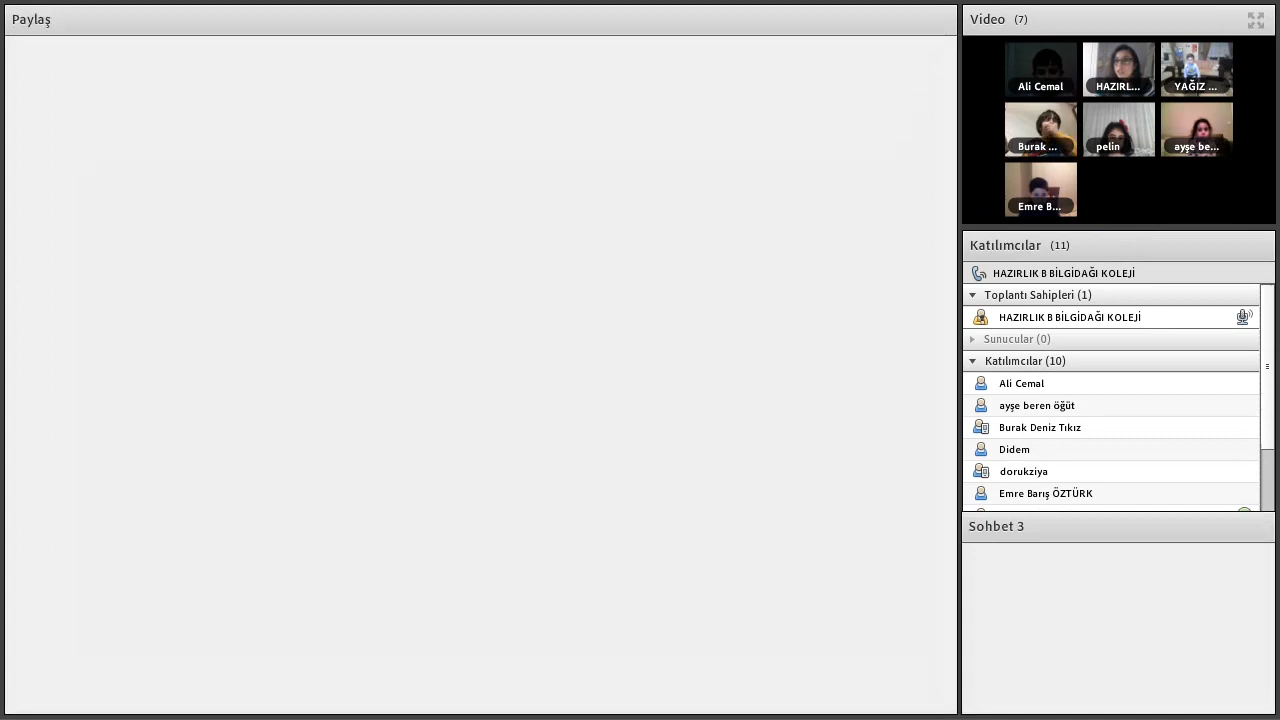 Paylaş
Video (7)
Ali Cemal
HAZIRL...
YAĞIZ ...
Burak ...
pelin
ayşe be...
Emre B...
Katılımcılar (11)
HAZIRLIK B BİLGİDAĞI KOLEJİ
Toplantı Sahipleri (1)
HAZIRLIK B BİLGİDAĞI KOLEJİ
Sunucular (0)
Katılımcılar (10)
Ali Cemal
ayşe beren öğüt
Burak Deniz Tıkız
Didem
dorukziya
Emre Barış ÖZTÜRK
Sohbet 3